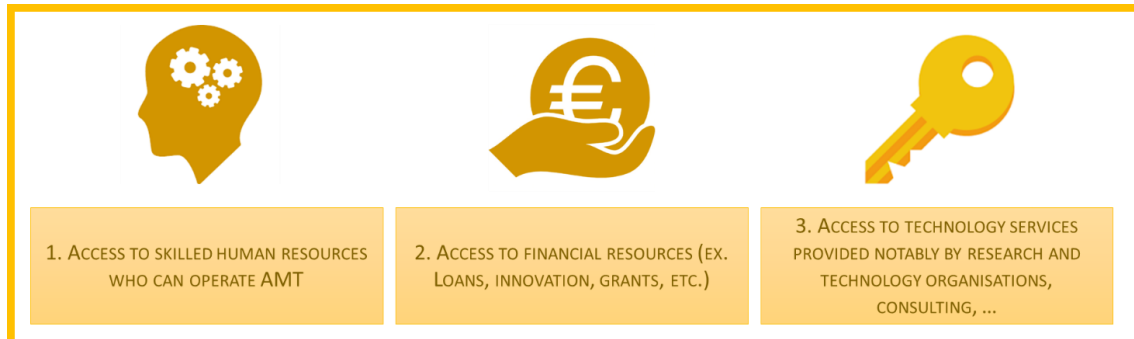 1. ACCESS TO SKILLED HUMAN RESOURCES
WHO CAN OPERATE AMT
2. ACCESS TO FINANCIAL RESOURCES (EX.
LOANS, INNOVATION, GRANTS, ETC.)
3. ACCESS TO TECHNOLOGY SERVICES
PROVIDED NOTABLY BY RESEARCH AND
TECHNOLOGY ORGANISATIONS,
CONSULTING, ...